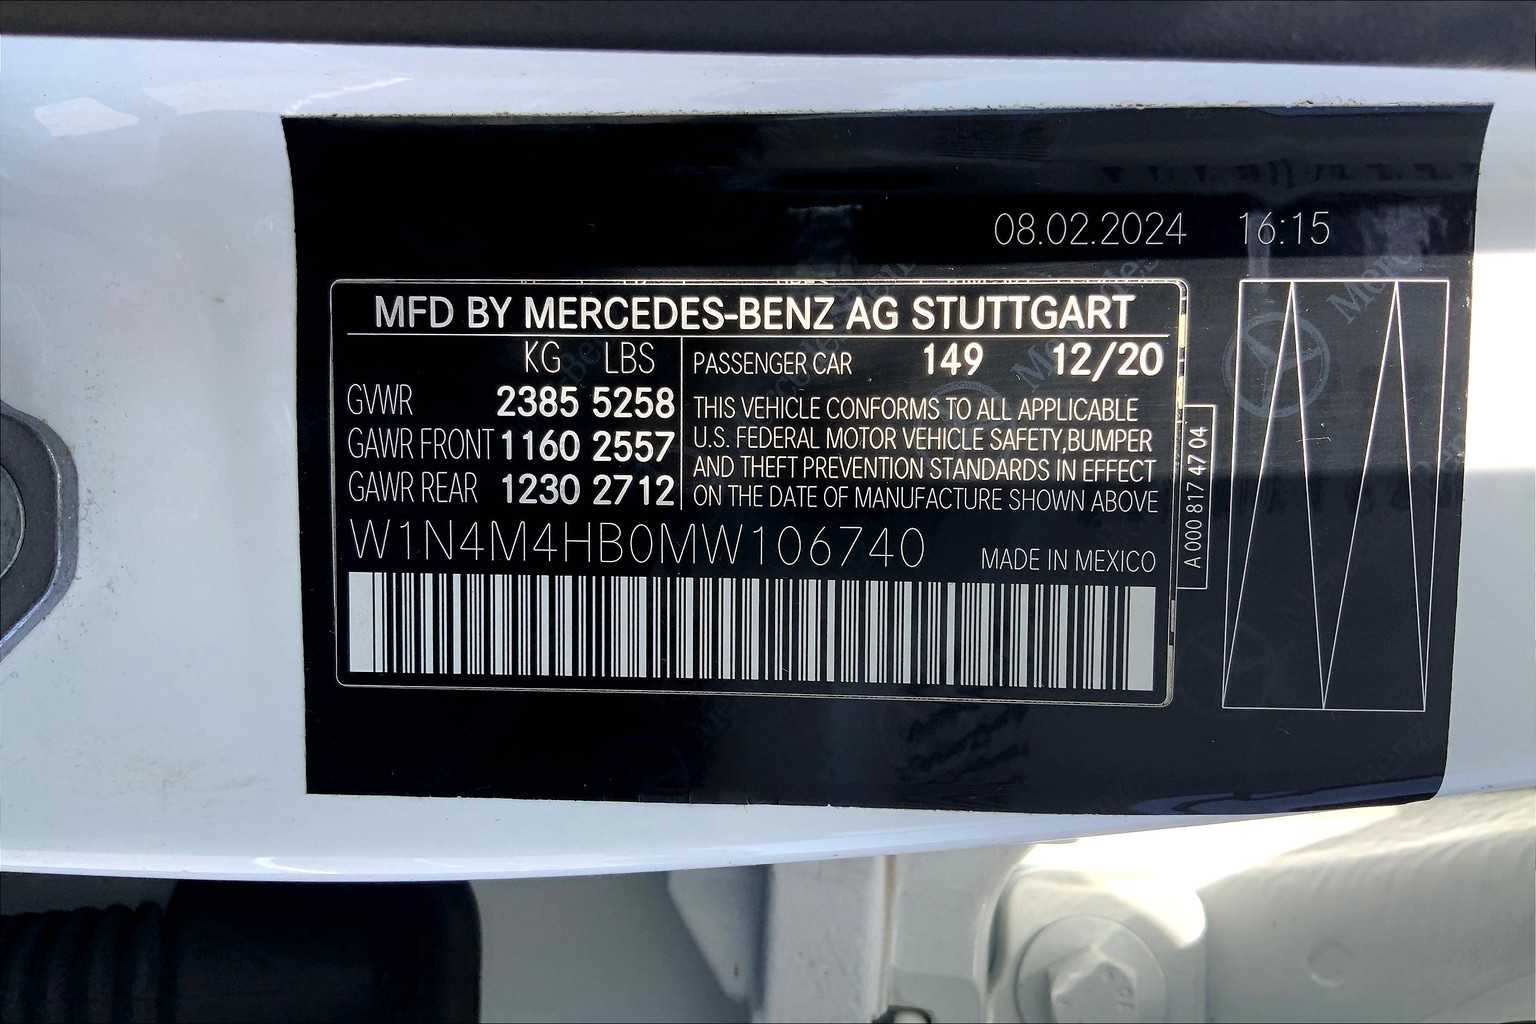 08.02.2024 16:15
MFD BY MERCEDES-BENZ AG STUTTGART
KG LBS
GVWR 2385 5258
GAWR FRONT 1160 2557
GAWR REAR 1230 2712
PASSENGER CAR 149 12/20
THIS VEHICLE CONFORMS TO ALL APPLICABLE
U.S. FEDERAL MOTOR VEHICLE SAFETY,BUMPER
AND THEFT PREVENTION STANDARDS IN EFFECT
ON THE DATE OF MANUFACTURE SHOWN ABOVE
W1N4M4HB0MW106740
MADE IN MEXICO
A 000 817 47 04